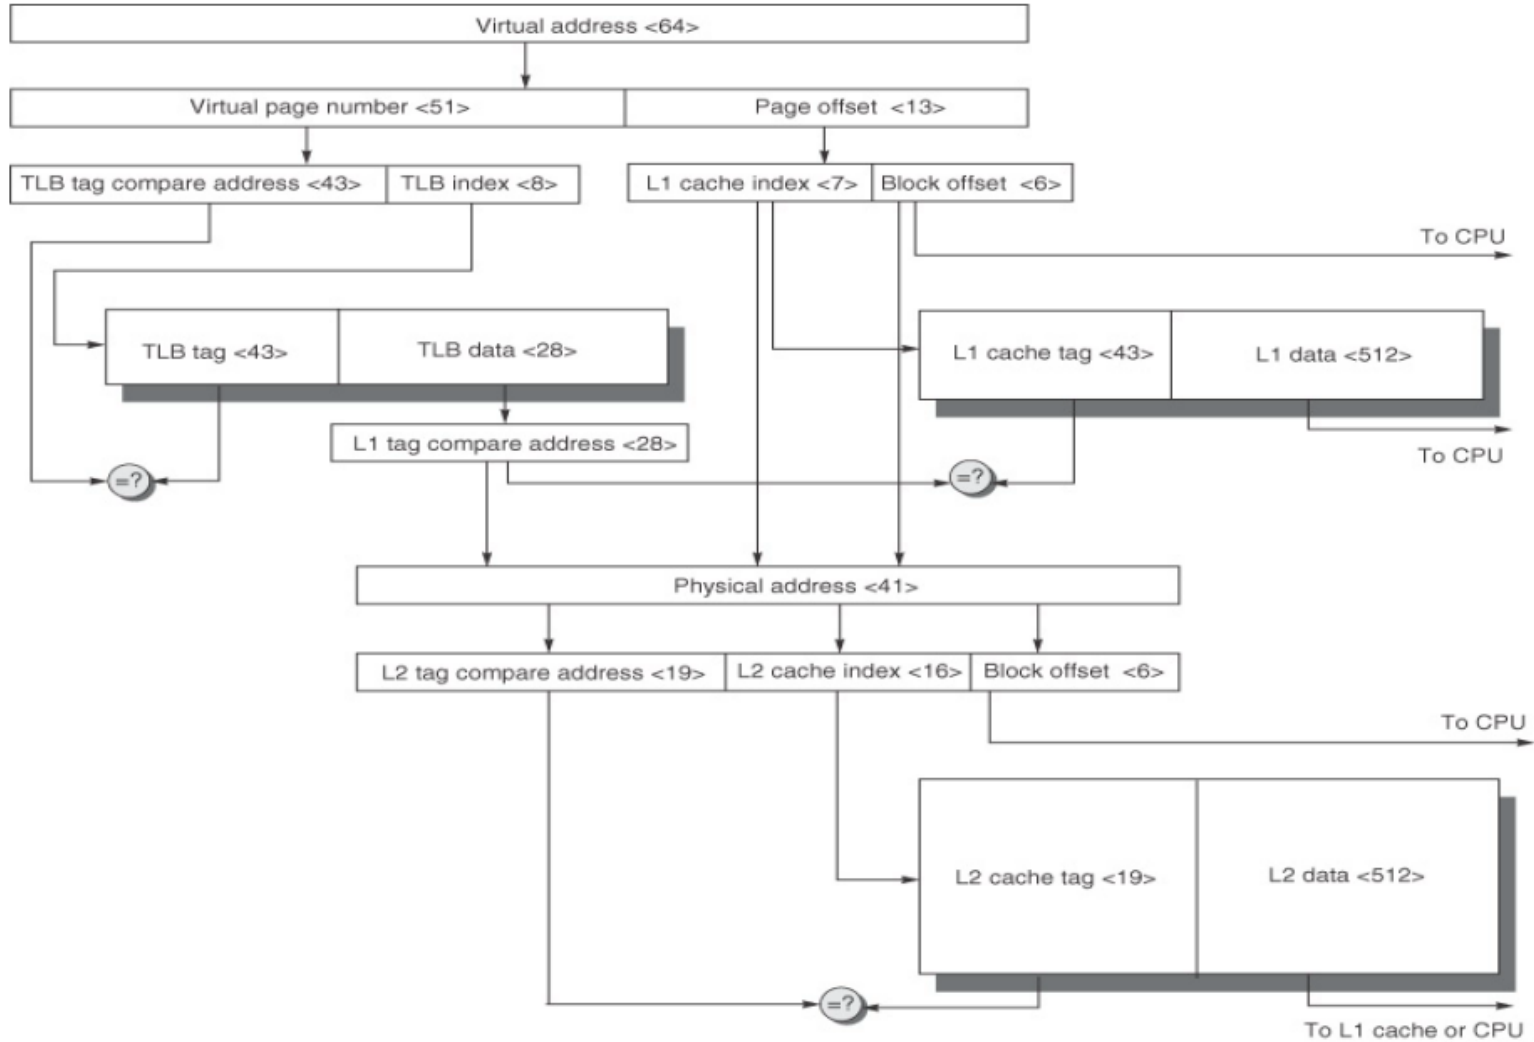 Virtual address <64>
Virtual page number <51>
Page offset <13>
TLB tag compare address <43>
TLB index <8>
L1 cache index <7>
Block offset <6>
To CPU
TLB tag <43>
TLB data <28>
L1 cache tag <43>
L1 data <512>
L1 tag compare address <28>
To CPU
=?
=?
Physical address <41>
L2 tag compare address <19>
L2 cache index <16>
Block offset <6>
To CPU
L2 cache tag <19>
L2 data <512>
=?
To L1 cache or CPU